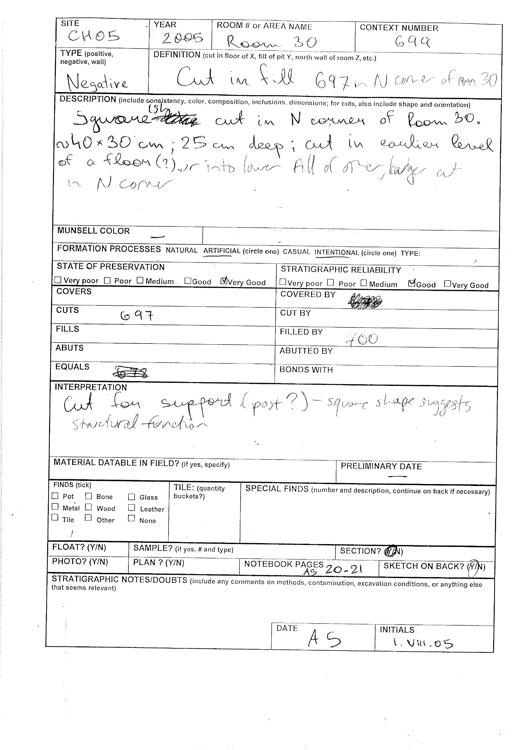 SITE YEAR ROOM # or AREA NAME CONTEXT NUMBER
CH05 2005 Room 30 699
TYPE (positive, negative, wall) DEFINITION (cut in floor of X, fill of pit Y, north wall of room Z, etc.)
Negative Cut in fill 697 in N corner of Rm 30
DESCRIPTION (include consistency, color, composition, inclusions, dimensions; for cuts, also include shape and orientation)
Square(ish) cut in N corner of Room 30.
~40 × 30 cm; 25 cm deep; cut in earlier level
of a floor(?), or into lower fill of other, larger cut
in N corner
MUNSELL COLOR —
FORMATION PROCESSES NATURAL ARTIFICIAL (circle one) CASUAL INTENTIONAL (circle one) TYPE:
STATE OF PRESERVATION STRATIGRAPHIC RELIABILITY
☐Very poor ☐ Poor ☐ Medium ☐Good ☑Very Good ☐Very poor ☐ Poor ☐ Medium ☑Good ☐Very Good
COVERS COVERED BY
CUTS 697 CUT BY
FILLS FILLED BY 700
ABUTS ABUTTED BY
EQUALS BONDS WITH
INTERPRETATION
Cut for support (post?) – square shape suggests
structural function
MATERIAL DATABLE IN FIELD? (if yes, specify) PRELIMINARY DATE
—
FINDS (tick) TILE: (quantity buckets?) SPECIAL FINDS (number and description, continue on back if necessary)
☐ Pot ☐ Bone ☐ Glass
☐ Metal ☐ Wood ☐ Leather
☐ Tile ☐ Other ☐ None
FLOAT? (Y/N) SAMPLE? (if yes, # and type) SECTION? (Y/N)
PHOTO? (Y/N) PLAN ? (Y/N) NOTEBOOK PAGES AS 20-21 SKETCH ON BACK? (Y/N)
STRATIGRAPHIC NOTES/DOUBTS (include any comments on methods, contamination, excavation conditions, or anything else
that seems relevant)
DATE INITIALS
AS 1.VIII.05